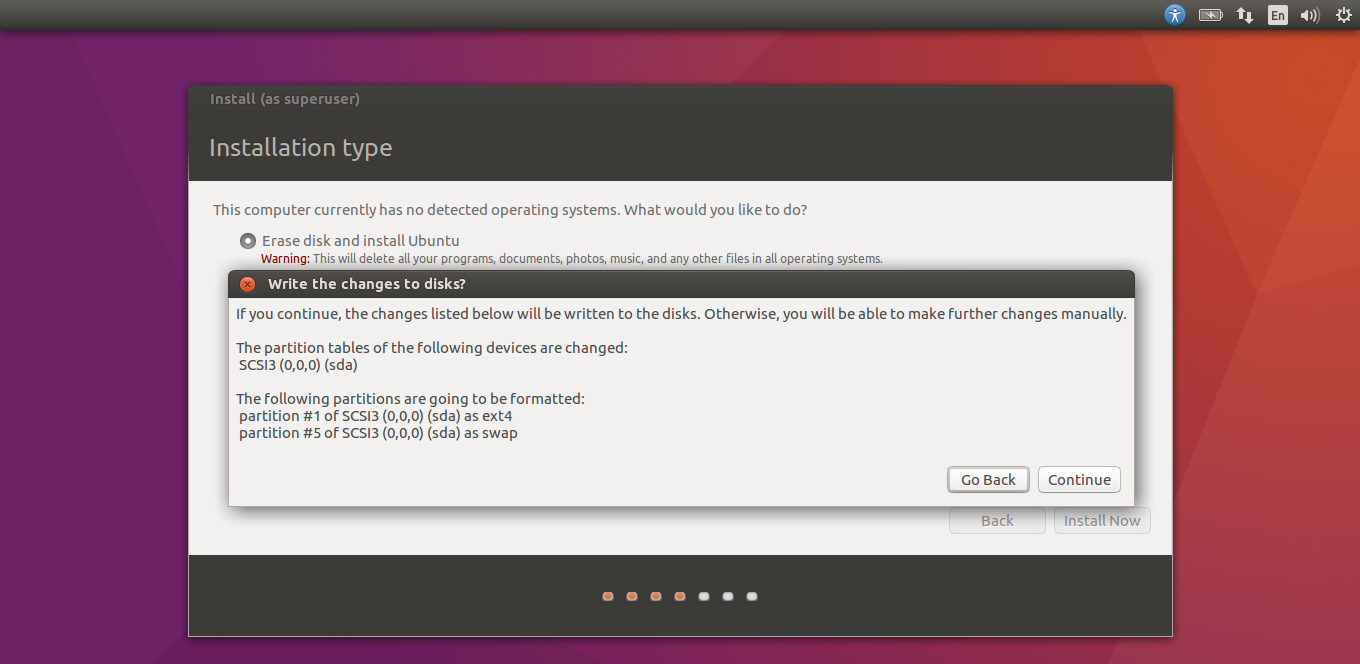 En
Install (as superuser)
Installation type
This computer currently has no detected operating systems. What would you like to do?
Erase disk and install Ubuntu
Warning: This will delete all your programs, documents, photos, music, and any other files in all operating systems.
Write the changes to disks?
If you continue, the changes listed below will be written to the disks. Otherwise, you will be able to make further changes manually.
The partition tables of the following devices are changed:
SCSI3 (0,0,0) (sda)
The following partitions are going to be formatted:
partition #1 of SCSI3 (0,0,0) (sda) as ext4
partition #5 of SCSI3 (0,0,0) (sda) as swap
Go Back Continue
Back Install Now